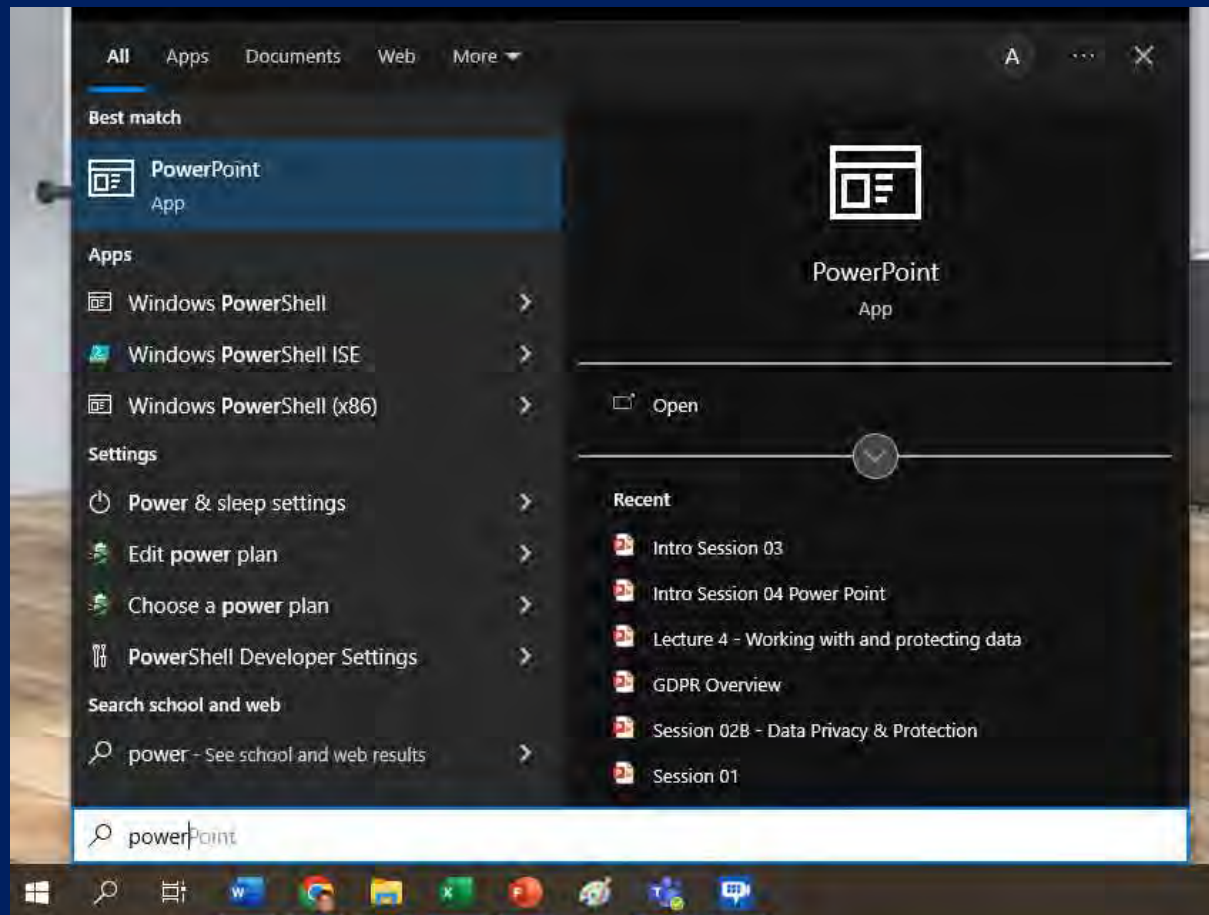 All Apps Documents Web More A ...
Best match
PowerPoint
App
Apps
Windows PowerShell
Windows PowerShell ISE
Windows PowerShell (x86)
Settings
Power & sleep settings
Edit power plan
Choose a power plan
PowerShell Developer Settings
Search school and web
power - See school and web results
PowerPoint
App
Open
Recent
Intro Session 03
Intro Session 04 Power Point
Lecture 4 - Working with and protecting data
GDPR Overview
Session 02B - Data Privacy & Protection
Session 01
powerPoint